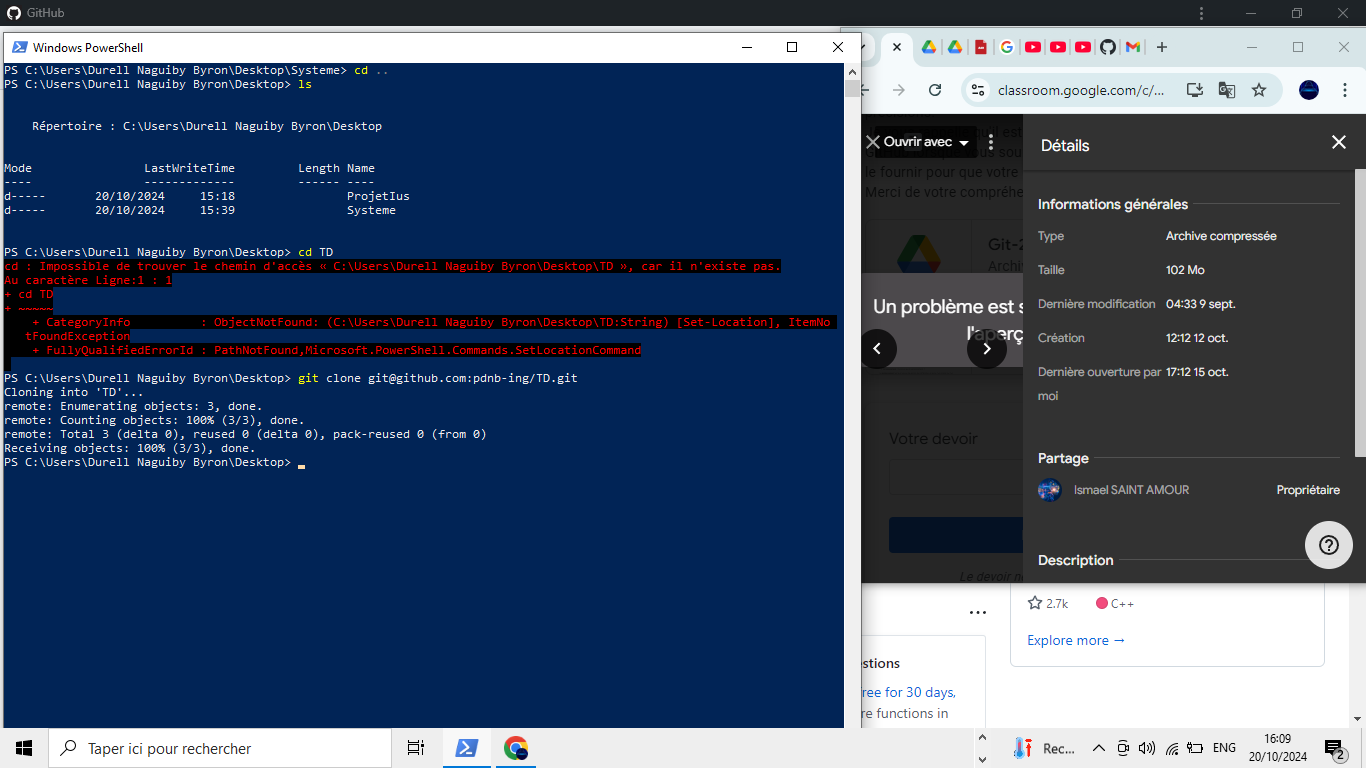 GitHub
Windows PowerShell
PS C:\Users\Durell Naguiby Byron\Desktop\Systeme> cd ..
PS C:\Users\Durell Naguiby Byron\Desktop> ls
Répertoire : C:\Users\Durell Naguiby Byron\Desktop
Mode LastWriteTime Length Name
---- ------------- ------ ----
d----- 20/10/2024 15:18 ProjetIus
d----- 20/10/2024 15:39 Systeme
PS C:\Users\Durell Naguiby Byron\Desktop> cd TD
cd : Impossible de trouver le chemin d'accès « C:\Users\Durell Naguiby Byron\Desktop\TD », car il n'existe pas.
Au caractère Ligne:1 : 1
+ cd TD
+ ~~~~~
+ CategoryInfo : ObjectNotFound: (C:\Users\Durell Naguiby Byron\Desktop\TD:String) [Set-Location], ItemNo
tFoundException
+ FullyQualifiedErrorId : PathNotFound,Microsoft.PowerShell.Commands.SetLocationCommand
PS C:\Users\Durell Naguiby Byron\Desktop> git clone git@github.com:pdnb-ing/TD.git
Cloning into 'TD'...
remote: Enumerating objects: 3, done.
remote: Counting objects: 100% (3/3), done.
remote: Total 3 (delta 0), reused 0 (delta 0), pack-reused 0 (from 0)
Receiving objects: 100% (3/3), done.
PS C:\Users\Durell Naguiby Byron\Desktop>
classroom.google.com/c/...
Ouvrir avec
le fournir pour que votre
Merci de votre compréhe
Git-2
Archi
Un problème est s
l'aperç
Votre devoir
Le devoir n
Détails
Informations générales
Type Archive compressée
Taille 102 Mo
Dernière modification 04:33 9 sept.
Création 12:12 12 oct.
Dernière ouverture par 17:12 15 oct.
moi
Partage
Ismael SAINT AMOUR Propriétaire
Description
2.7k C++
Explore more →
estions
ree for 30 days,
re functions in
Taper ici pour rechercher
Rec...
ENG
16:09
20/10/2024
2